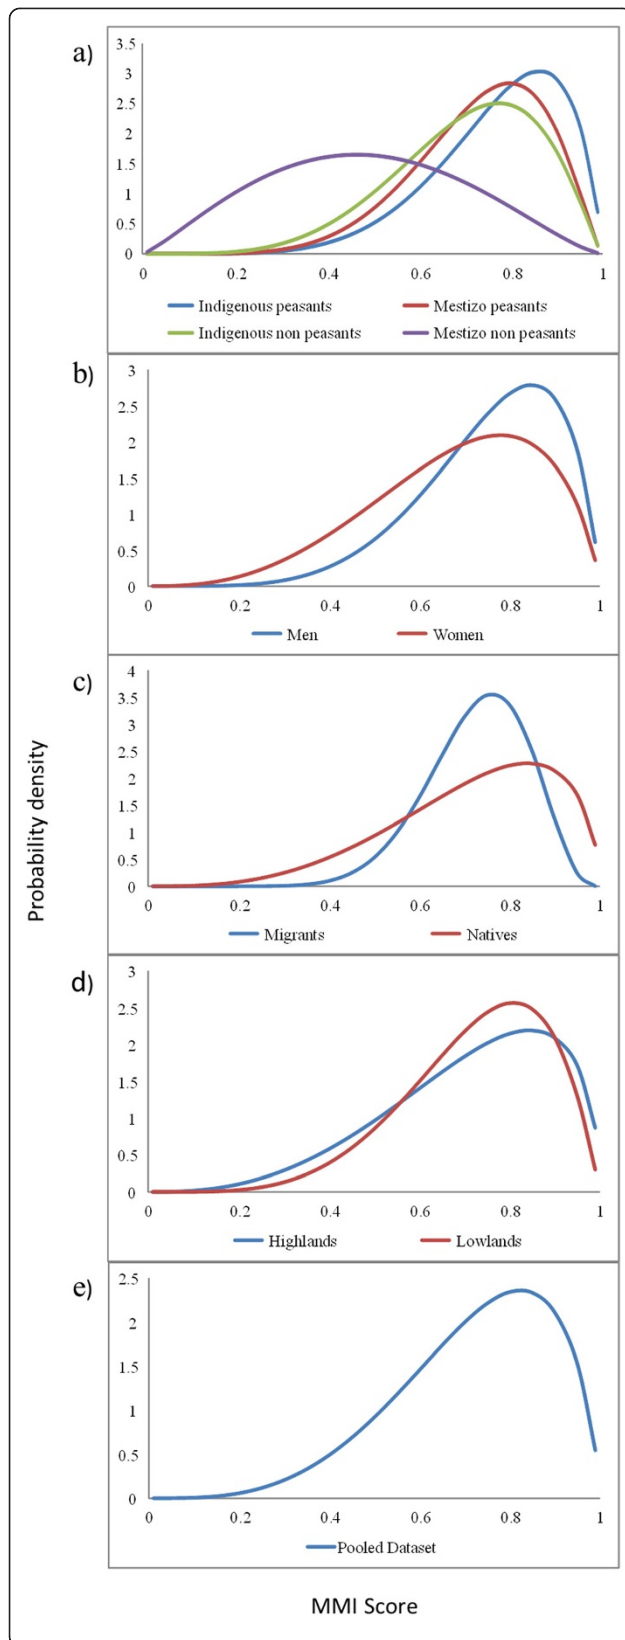 a)
3.5
3
2.5
2
1.5
1
0.5
0
0 0.2 0.4 0.6 0.8 1
Indigenous peasants Mestizo peasants
Indigenous non peasants Mestizo non peasants
b)
3
2.5
2
1.5
1
0.5
0
0 0.2 0.4 0.6 0.8 1
Men Women
c)
4
3.5
3
2.5
2
1.5
1
0.5
0
0 0.2 0.4 0.6 0.8 1
Migrants Natives
Probability density
d)
3
2.5
2
1.5
1
0.5
0
0 0.2 0.4 0.6 0.8 1
Highlands Lowlands
e)
2.5
2
1.5
1
0.5
0
0 0.2 0.4 0.6 0.8 1
Pooled Dataset
MMI Score